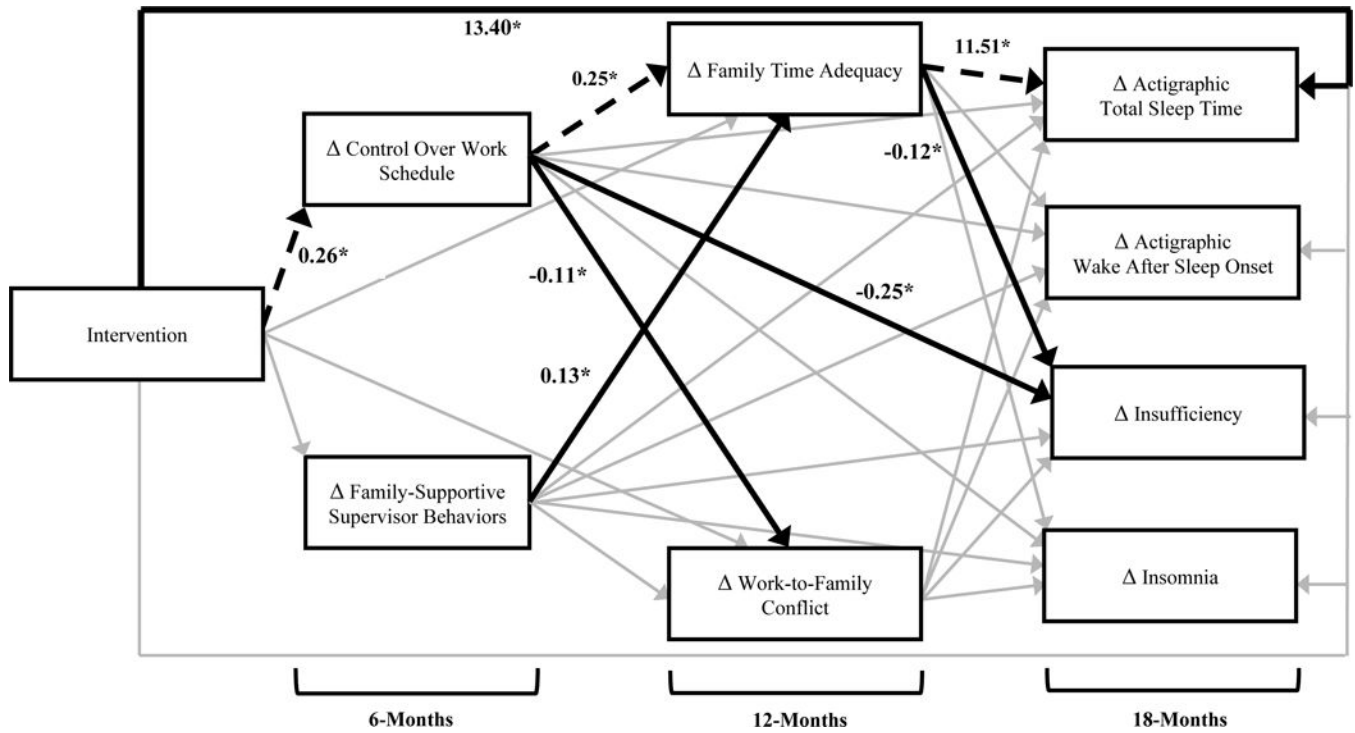 13.40*
11.51*
Δ Family Time Adequacy
Δ Actigraphic
Total Sleep Time
0.25*
Δ Control Over Work
Schedule
-0.12*
0.26*
-0.11*
-0.25*
Δ Actigraphic
Wake After Sleep Onset
Intervention
0.13*
Δ Insufficiency
Δ Family-Supportive
Supervisor Behaviors
Δ Work-to-Family
Conflict
Δ Insomnia
6-Months
12-Months
18-Months